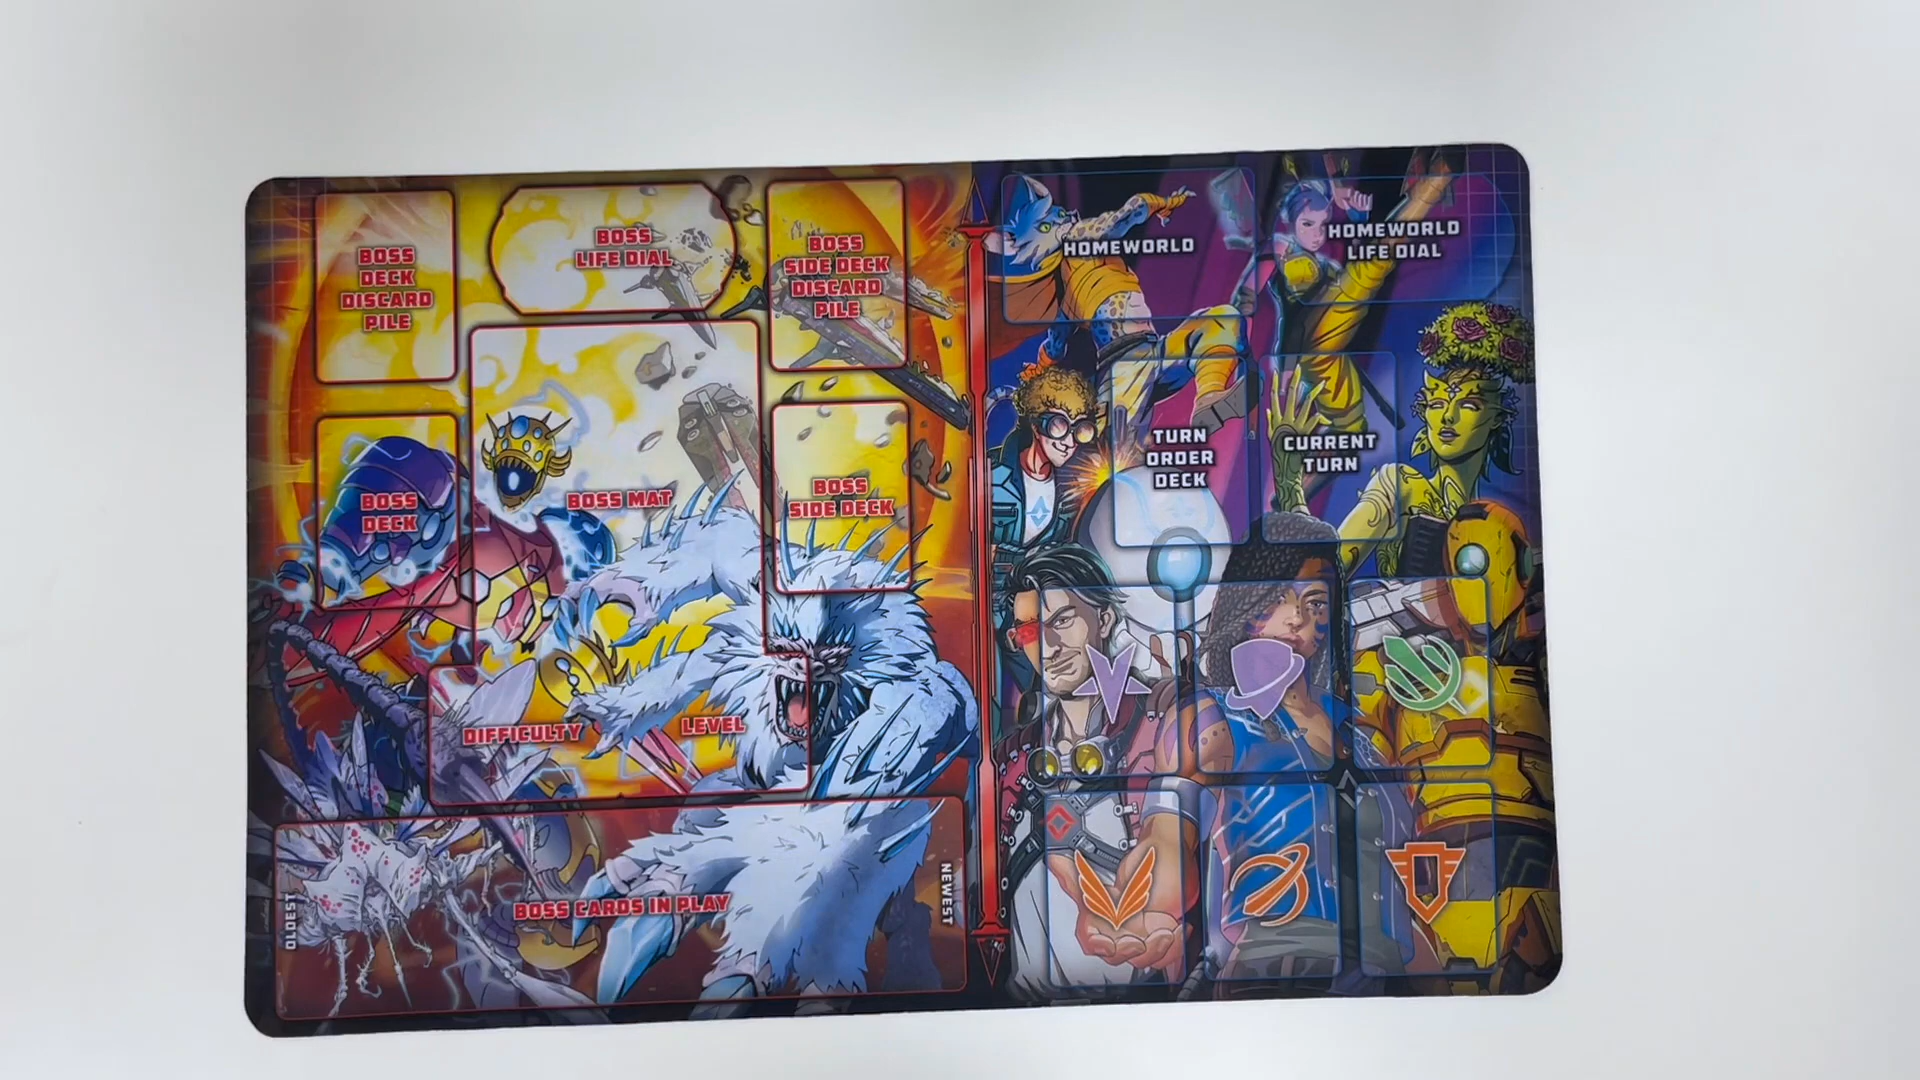 BOSS
DECK
DISCARD
PILE
BOSS
LIFE DIAL
BOSS
SIDE DECK
DISCARD
PILE
BOSS
DECK
BOSS MAT
BOSS
SIDE DECK
DIFFICULTY
LEVEL
OLDEST
BOSS CARDS IN PLAY
NEWEST
HOMEWORLD
HOMEWORLD
LIFE DIAL
TURN
ORDER
DECK
CURRENT
TURN